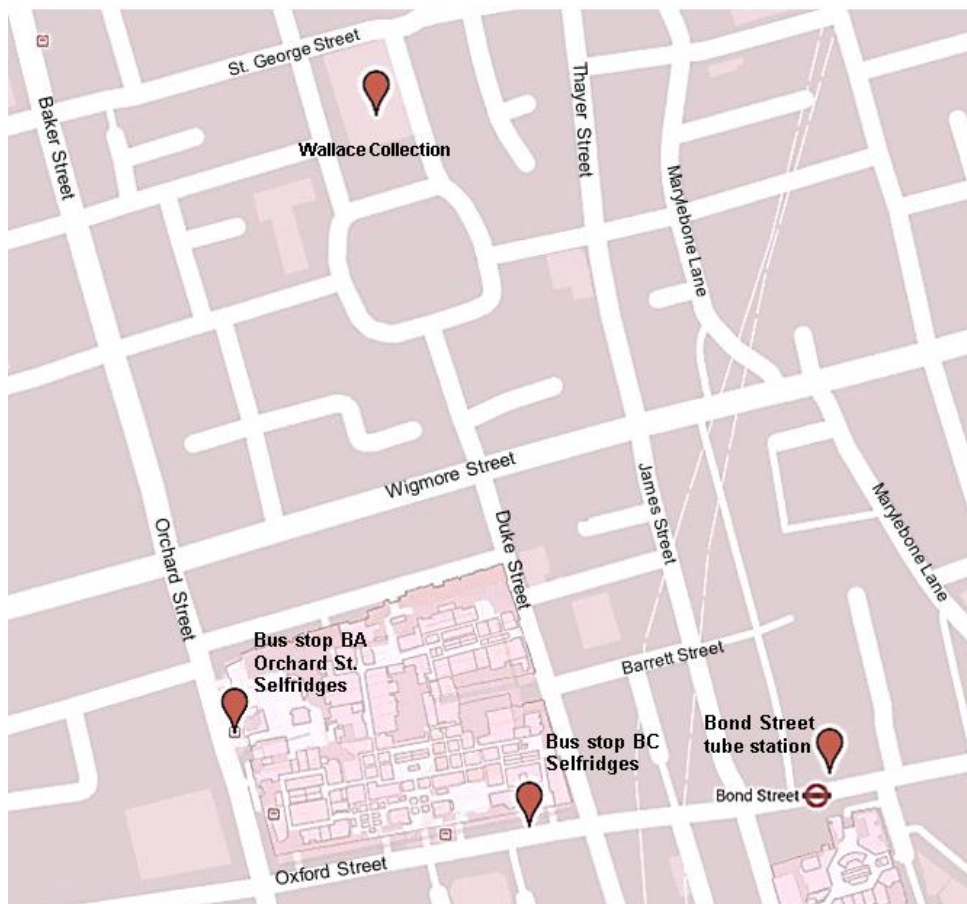 St. George Street
Baker Street
Wallace Collection
Thayer Street
Marylebone Lane
Wigmore Street
Orchard Street
Duke Street
James Street
Marylebone Lane
Bus stop BA
Orchard St.
Selfridges
Barrett Street
Bus stop BC
Selfridges
Bond Street
tube station
Bond Street
Oxford Street